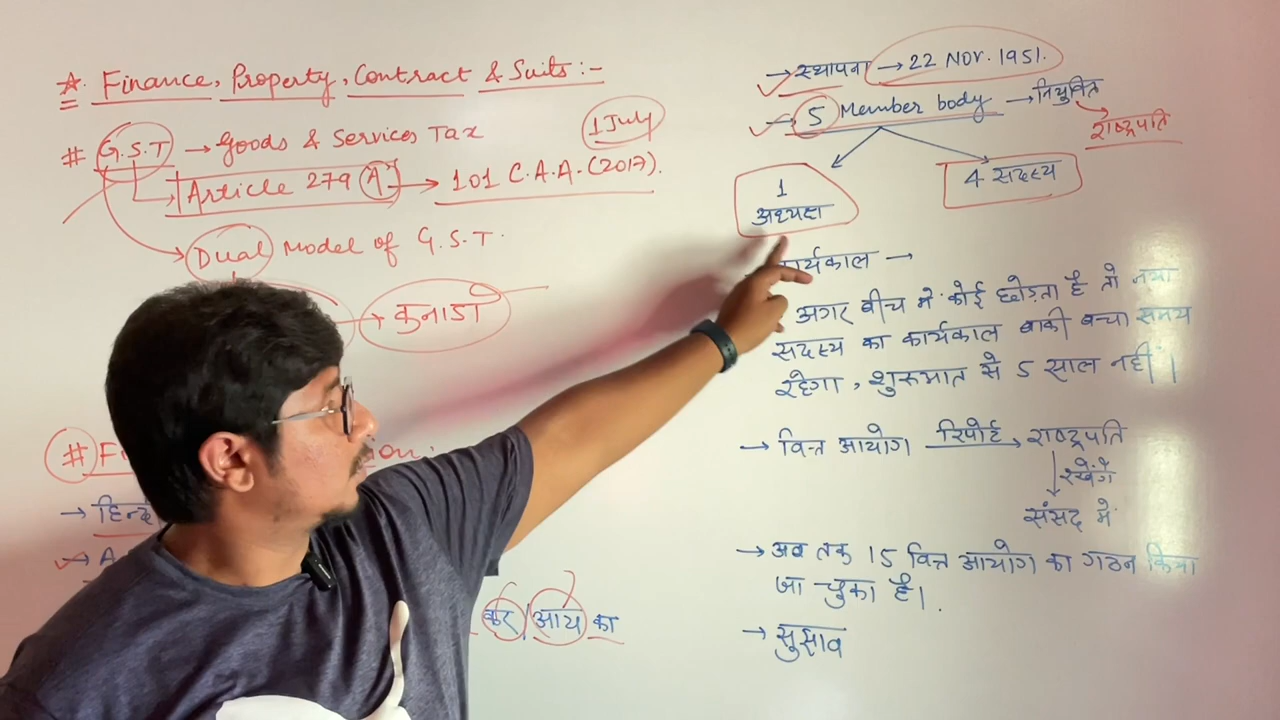 ☆. Finance, Property, Contract & Suits:-
# G.S.T → Goods & Services Tax
1 July
Article 279 A → 101 C.A.A.(2017).
Dual Model of G.S.T.
→ कनाडा
# F
ion:
→ हिन्द
→ A
कर / आय का
→ स्थापना → 22 NOV. 1951.
→ 5 Member body → नियुक्ति
राष्ट्रपति
1
अध्यक्ष
4 सदस्य
कार्यकाल →
अगर बीच में कोई छोड़ता है तो नया
सदस्य का कार्यकाल बाकी बचा समय
रहेगा, शुरूआत से 5 साल नहीं।
→ वित्त आयोग रिपोर्ट → राष्ट्रपति
रखेंगे
संसद में
→ अब तक 15 वित्त आयोग का गठन किया
जा चुका है।.
→ सुझाव